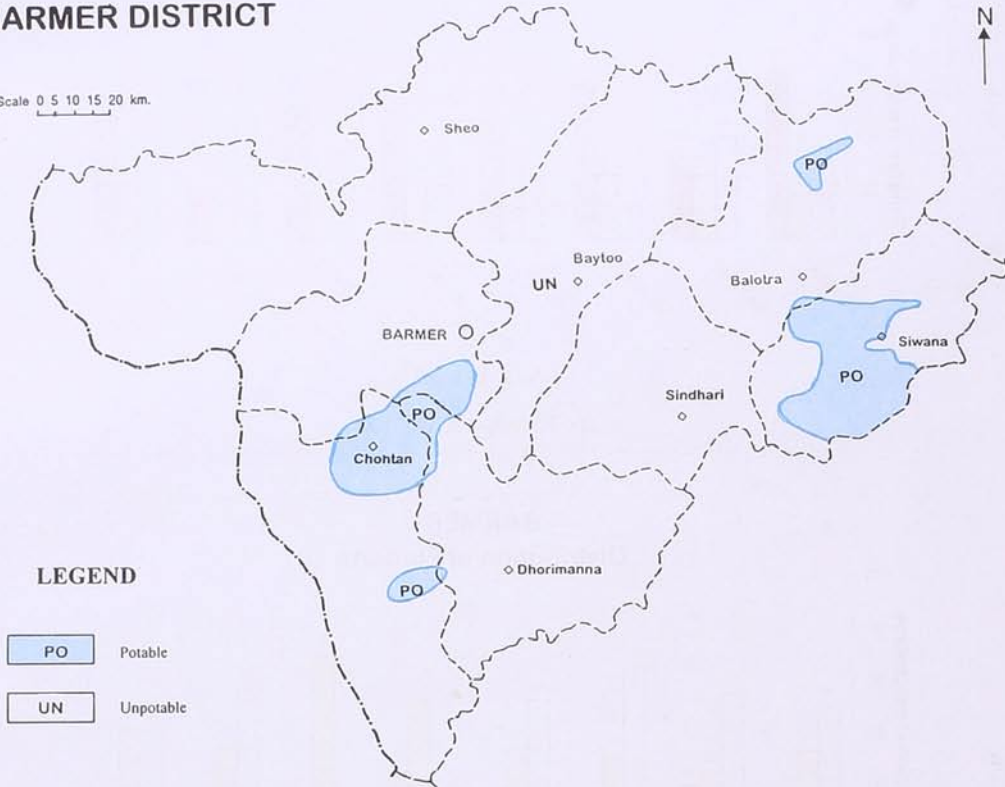 ARMER DISTRICT
N
Scale 0 5 10 15 20 km.
Sheo
PO
Baytoo
UN
Balotra
BARMER
Siwana
PO
Sindhari
PO
Chohtan
Dhorimanna
PO
LEGEND
PO Potable
UN Unpotable